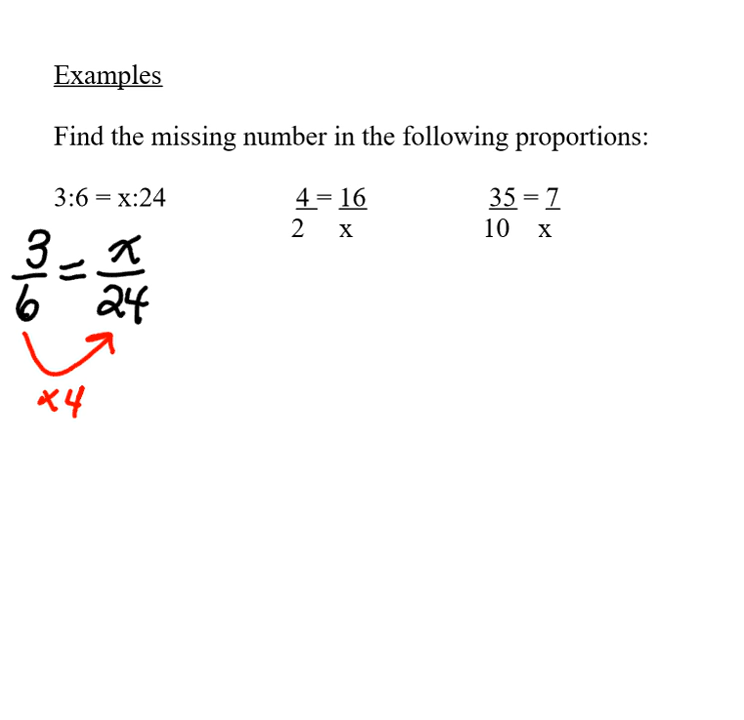 Examples
Find the missing number in the following proportions:
3:6 = x:24
4 = 16
2 x
35 = 7
10 x
3/6 = x/24
x4